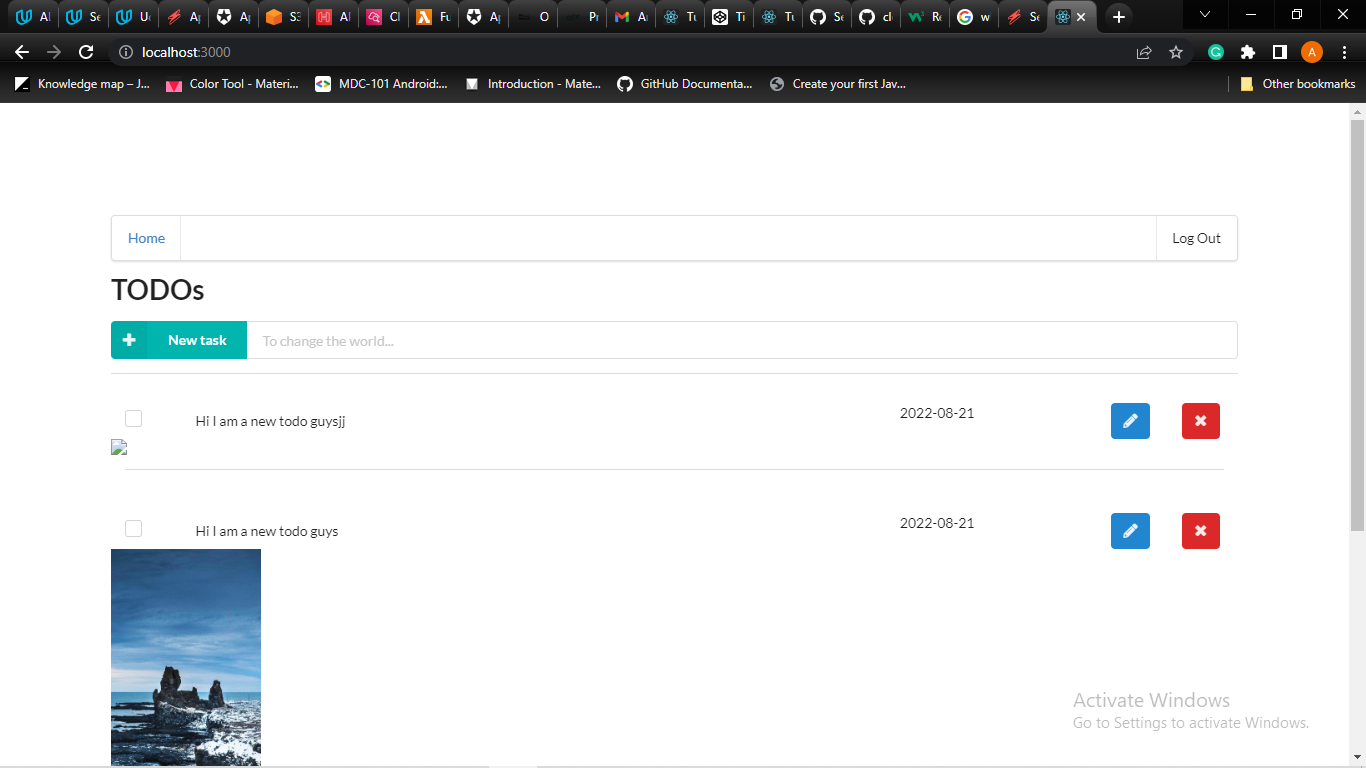 Al
Se
Ud
Ap
Ap
S3
Al
Cl
Fu
Ap
O
Pr
Tu
Ti
Tu
Se
cl
Re
w
Se
localhost:3000
A
Knowledge map – J...
Color Tool - Materi...
MDC-101 Android:...
Introduction - Mate...
GitHub Documenta...
Create your first Jav...
Other bookmarks
Home
Log Out
TODOs
New task
To change the world...
Hi I am a new todo guysjj
2022-08-21
Hi I am a new todo guys
2022-08-21
Activate Windows
Go to Settings to activate Windows.